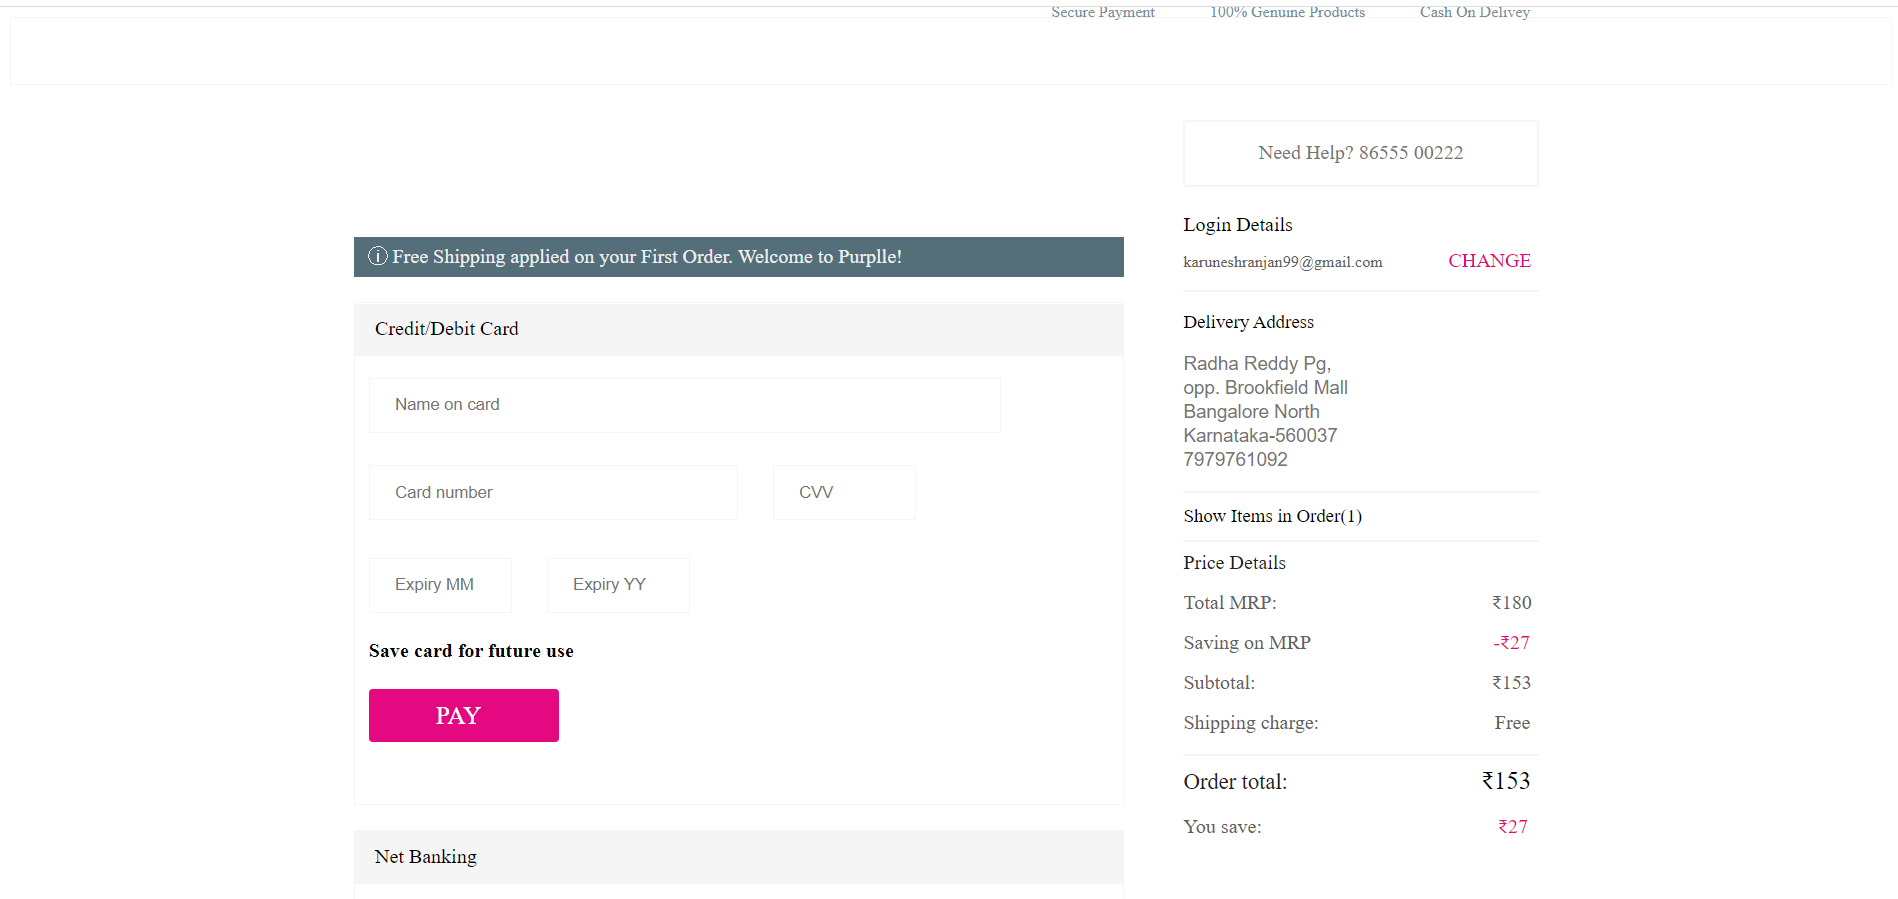 Secure Payment 100% Genuine Products Cash On Delivey
Need Help? 86555 00222
Login Details
karuneshranjan99@gmail.com CHANGE
ⓘ Free Shipping applied on your First Order. Welcome to Purplle!
Credit/Debit Card
Name on card
Card number CVV
Expiry MM Expiry YY
Save card for future use
PAY
Net Banking
Delivery Address
Radha Reddy Pg,
opp. Brookfield Mall
Bangalore North
Karnataka-560037
7979761092
Show Items in Order(1)
Price Details
Total MRP: ₹180
Saving on MRP -₹27
Subtotal: ₹153
Shipping charge: Free
Order total: ₹153
You save: ₹27